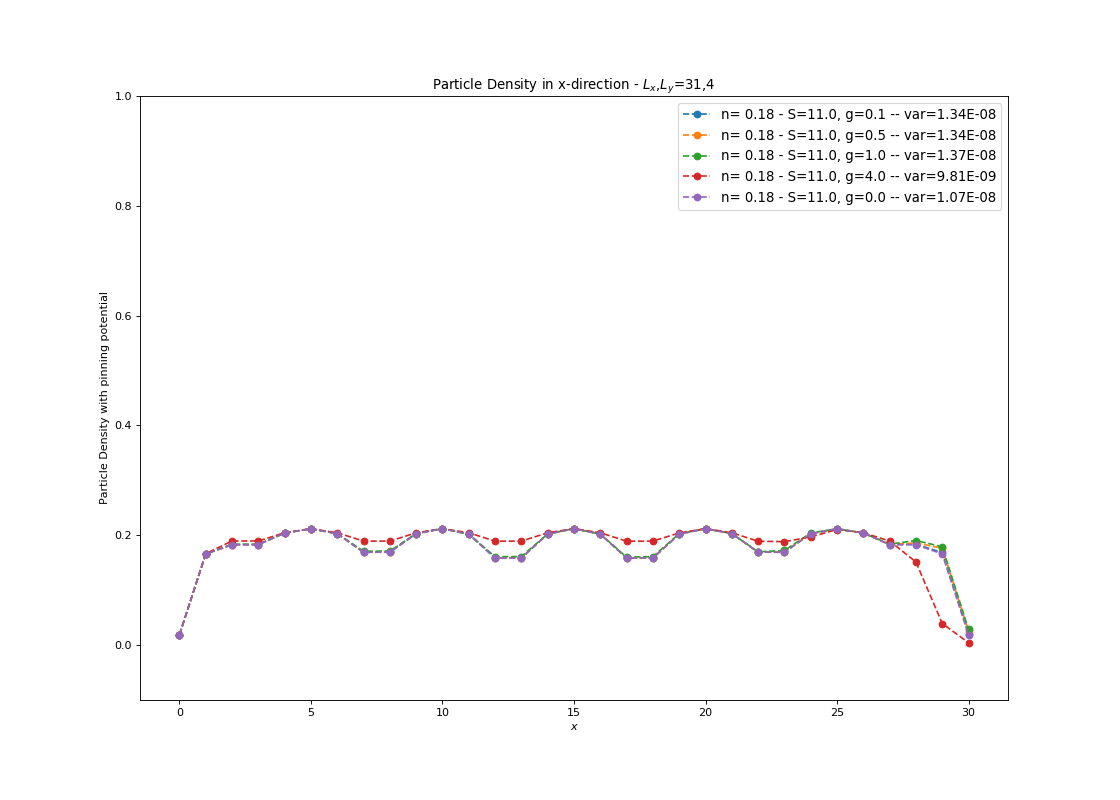 Particle Density in x-direction - $L_x$,$L_y$=31,4
1.0
0.8
0.6
0.4
0.2
0.0
Particle Density with pinning potential
n= 0.18 - S=11.0, g=0.1 -- var=1.34E-08
n= 0.18 - S=11.0, g=0.5 -- var=1.34E-08
n= 0.18 - S=11.0, g=1.0 -- var=1.37E-08
n= 0.18 - S=11.0, g=4.0 -- var=9.81E-09
n= 0.18 - S=11.0, g=0.0 -- var=1.07E-08
0 5 10 15 20 25 30
x